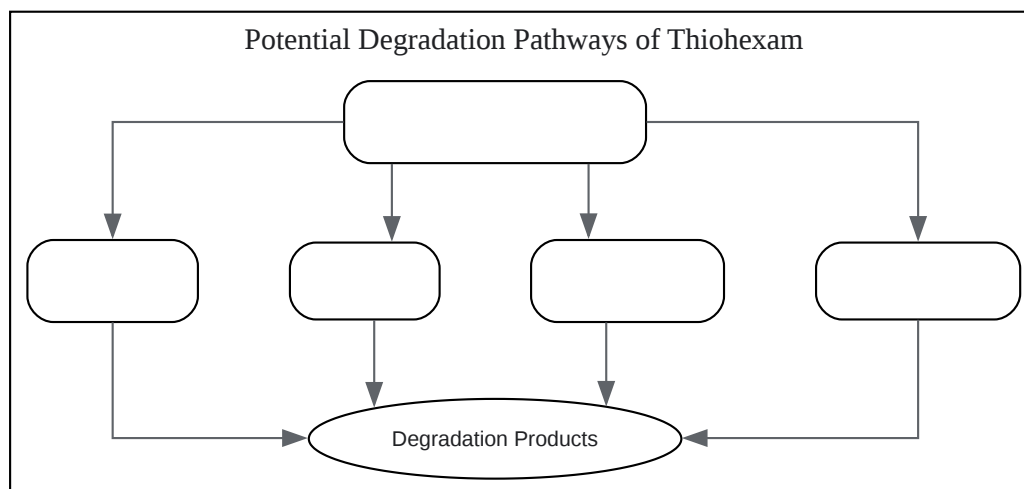 Potential Degradation Pathways of Thiohexam
Degradation Products